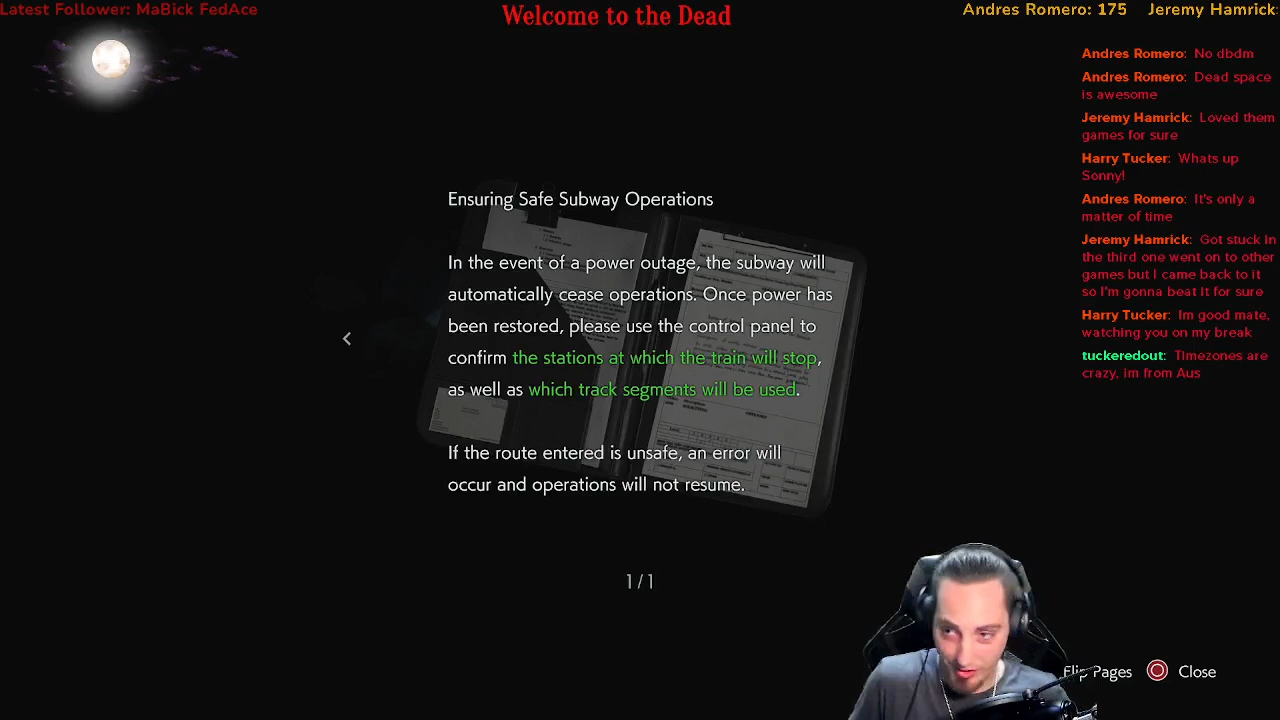 Latest Follower: MaBick FedAce
Welcome to the Dead
Andres Romero: 175 Jeremy Hamrick:
Andres Romero: No dbdm
Andres Romero: Dead space
is awesome
Jeremy Hamrick: Loved them
games for sure
Harry Tucker: Whats up
Sonny!
Andres Romero: It's only a
matter of time
Jeremy Hamrick: Got stuck in
the third one went on to other
games but I came back to it
so I'm gonna beat it for sure
Harry Tucker: Im good mate,
watching you on my break
tuckeredout: TImezones are
crazy, im from Aus
Ensuring Safe Subway Operations
In the event of a power outage, the subway will
automatically cease operations. Once power has
been restored, please use the control panel to
confirm the stations at which the train will stop,
as well as which track segments will be used.
If the route entered is unsafe, an error will
occur and operations will not resume.
1/1
Flip Pages Close